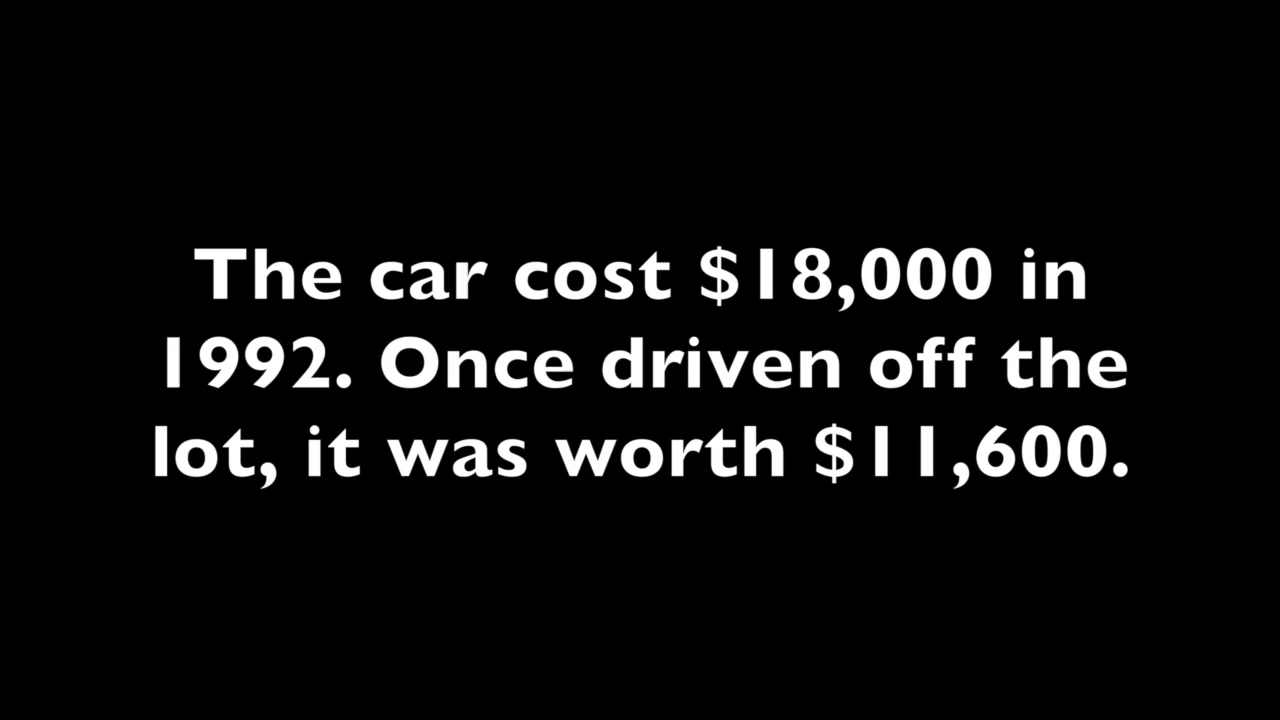 The car cost $18,000 in
1992. Once driven off the
lot, it was worth $11,600.